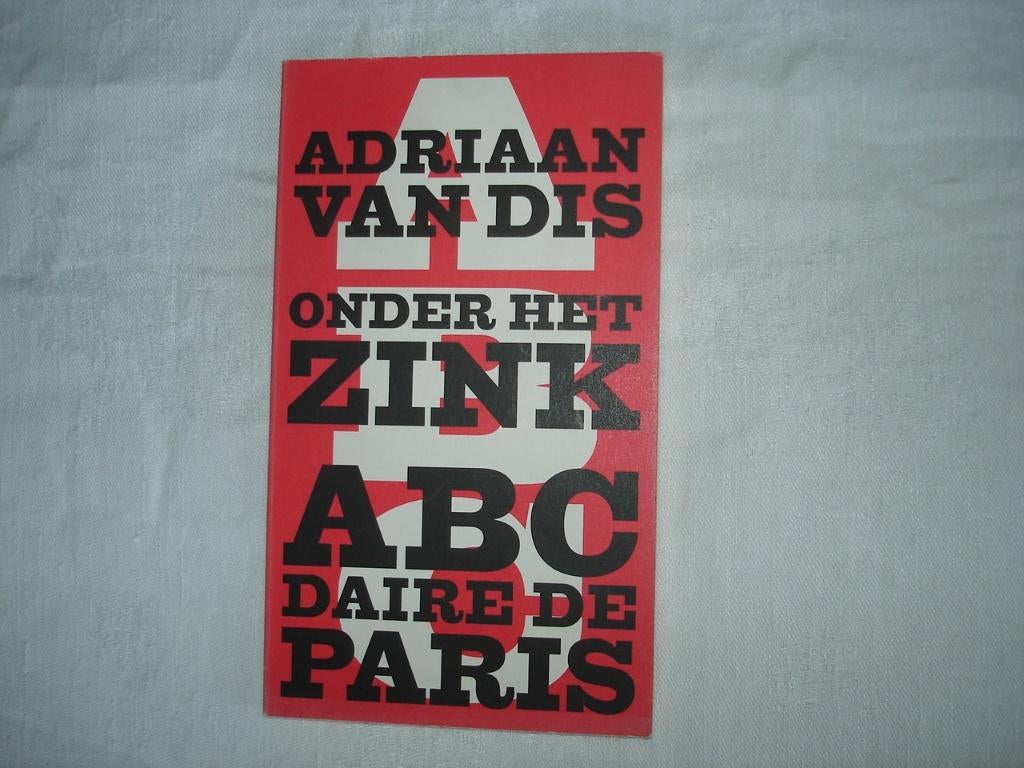 ADRIAAN
VAN DIS
ONDER HET
ZINK
ABC
DAIRE DE
PARIS
A
B
C